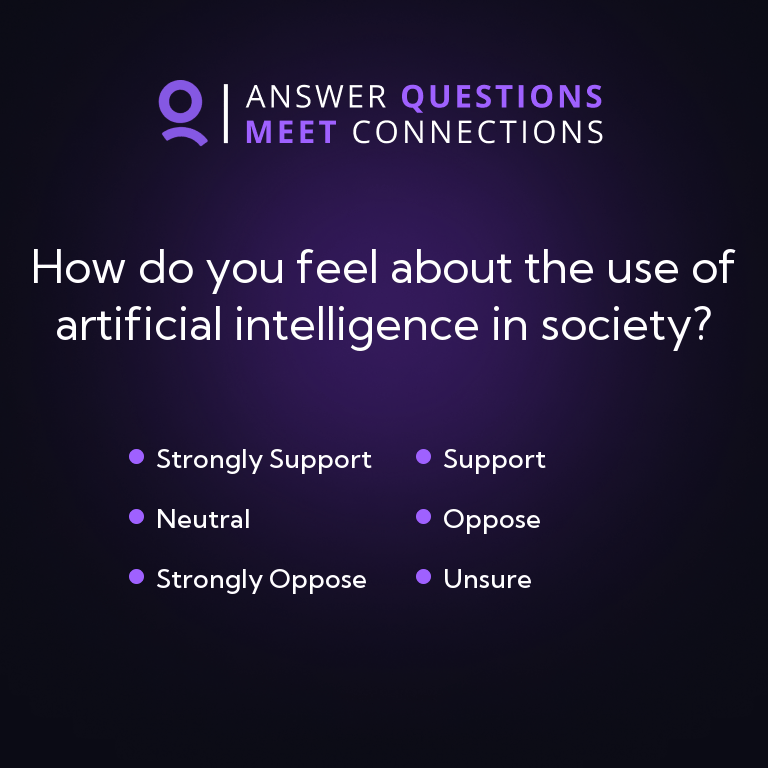 ANSWER QUESTIONS
MEET CONNECTIONS
How do you feel about the use of
artificial intelligence in society?
Strongly Support
Support
Neutral
Oppose
Strongly Oppose
Unsure